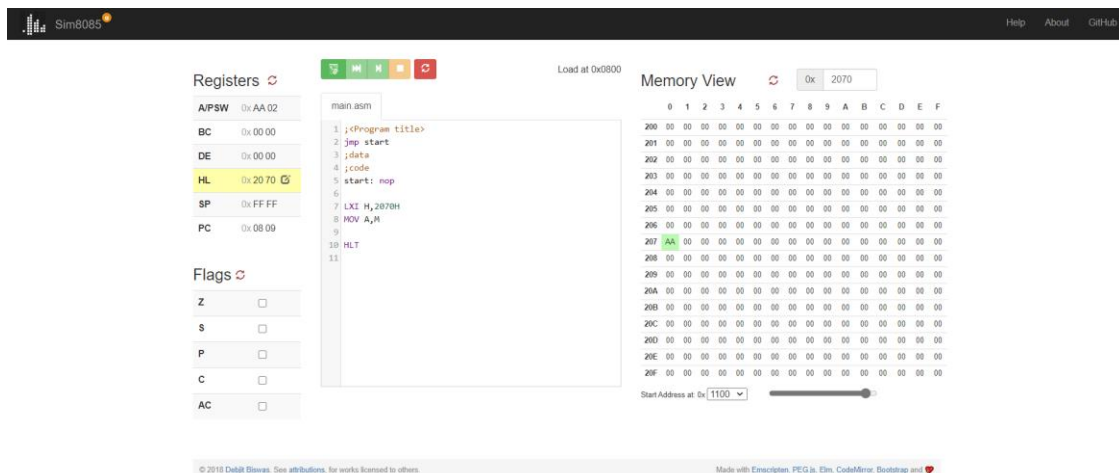 Sim8085
Help About GitHub
Registers
A/PSW 0x AA 02
BC 0x 00 00
DE 0x 00 00
HL 0x 20 70
SP 0x FF FF
PC 0x 08 09
Flags
Z
S
P
C
AC
Load at 0x0800
main.asm
1 ;<Program title>
2 jmp start
3 ;data
4 ;code
5 start: nop
6
7 LXI H,2070H
8 MOV A,M
9
10 HLT
11
Memory View 0x 2070
0 1 2 3 4 5 6 7 8 9 A B C D E F
200 00 00 00 00 00 00 00 00 00 00 00 00 00 00 00 00
201 00 00 00 00 00 00 00 00 00 00 00 00 00 00 00 00
202 00 00 00 00 00 00 00 00 00 00 00 00 00 00 00 00
203 00 00 00 00 00 00 00 00 00 00 00 00 00 00 00 00
204 00 00 00 00 00 00 00 00 00 00 00 00 00 00 00 00
205 00 00 00 00 00 00 00 00 00 00 00 00 00 00 00 00
206 00 00 00 00 00 00 00 00 00 00 00 00 00 00 00 00
207 AA 00 00 00 00 00 00 00 00 00 00 00 00 00 00 00
208 00 00 00 00 00 00 00 00 00 00 00 00 00 00 00 00
209 00 00 00 00 00 00 00 00 00 00 00 00 00 00 00 00
20A 00 00 00 00 00 00 00 00 00 00 00 00 00 00 00 00
20B 00 00 00 00 00 00 00 00 00 00 00 00 00 00 00 00
20C 00 00 00 00 00 00 00 00 00 00 00 00 00 00 00 00
20D 00 00 00 00 00 00 00 00 00 00 00 00 00 00 00 00
20E 00 00 00 00 00 00 00 00 00 00 00 00 00 00 00 00
20F 00 00 00 00 00 00 00 00 00 00 00 00 00 00 00 00
Start Address at: 0x 1100
© 2018 Debjit Biswas. See attributions, for works licensed to others.
Made with Emscripten, PEG.js, Elm, CodeMirror, Bootstrap and